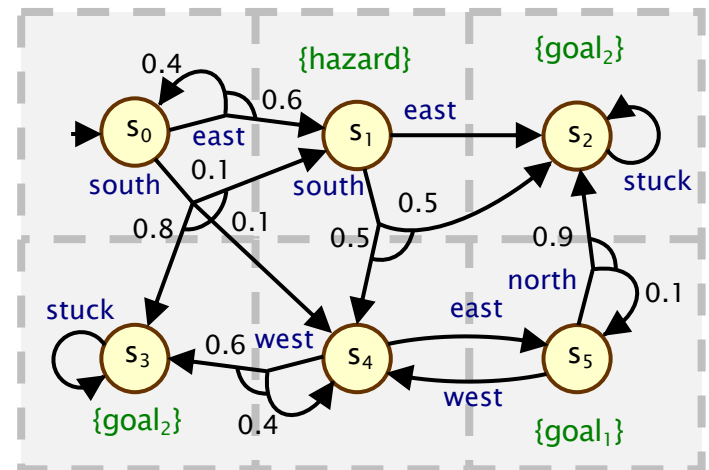 {goal₂}
{hazard}
0.4
0.6
east
s₀
s₁
s₂
east
south
0.1
south
stuck
0.8
0.1
0.5
0.5
0.9
north
0.1
stuck
east
s₃
0.6
west
s₄
s₅
west
0.4
{goal₂}
{goal₁}